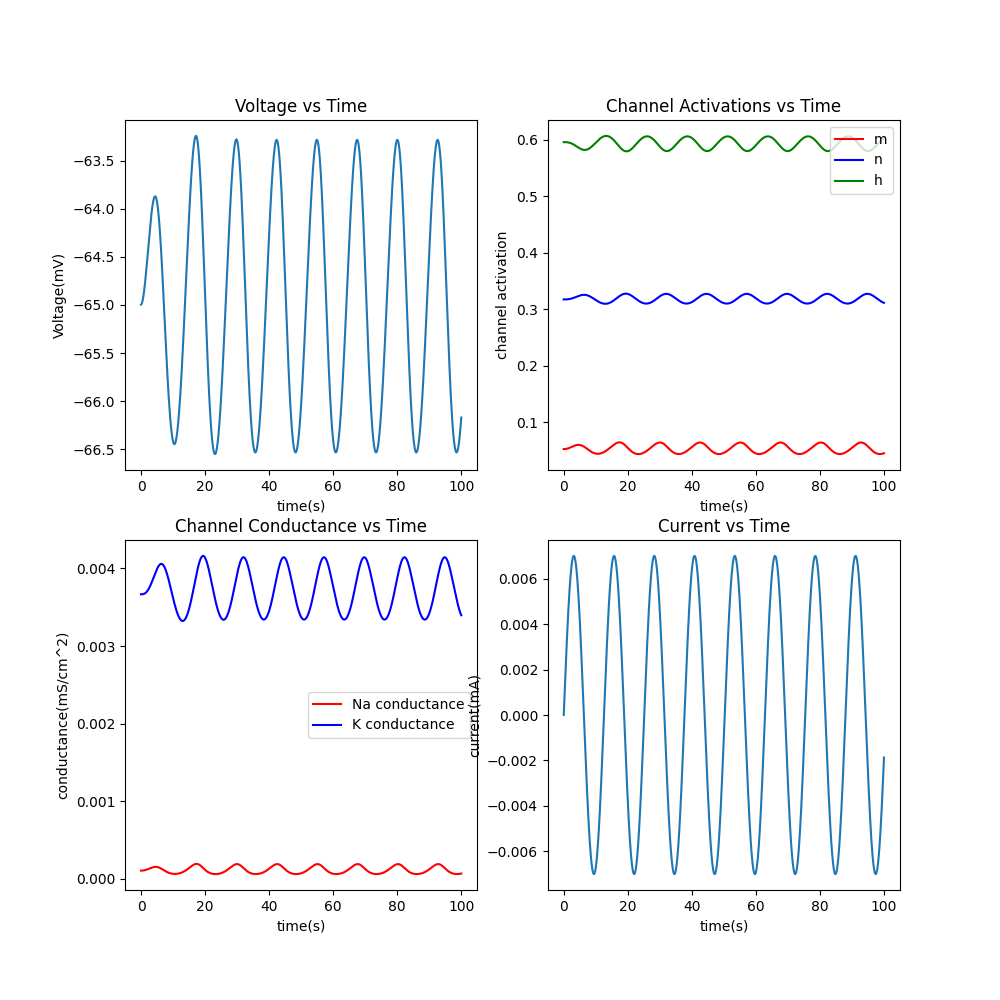 Voltage vs Time
Voltage(mV)
−63.5
−64.0
−64.5
−65.0
−65.5
−66.0
−66.5
0 20 40 60 80 100
time(s)
Channel Activations vs Time
channel activation
0.6
0.5
0.4
0.3
0.2
0.1
m
n
h
0 20 40 60 80 100
time(s)
Channel Conductance vs Time
conductance(mS/cm^2)
0.004
0.003
0.002
0.001
0.000
Na conductance
K conductance
0 20 40 60 80 100
time(s)
Current vs Time
current(mA)
0.006
0.004
0.002
0.000
−0.002
−0.004
−0.006
0 20 40 60 80 100
time(s)